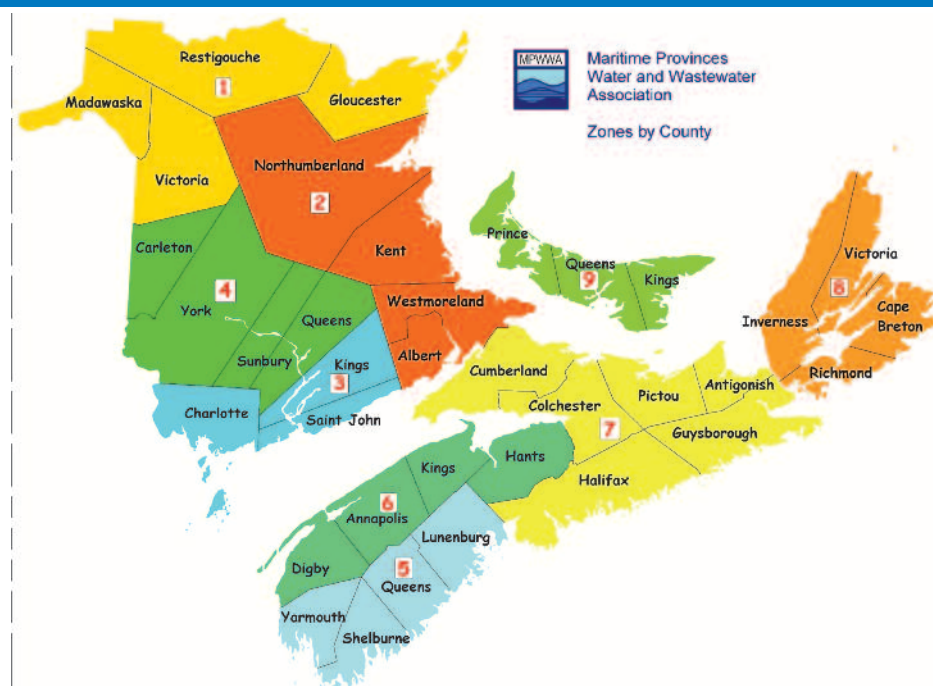 MPWWA
Maritime Provinces
Water and Wastewater
Association
Zones by County
Restigouche
1
Madawaska
Gloucester
Victoria
Northumberland
2
Carleton
Kent
4
York
Queens
Westmoreland
Sunbury
Kings
Albert
3
Charlotte
Saint John
Prince
Queens
9
Kings
Victoria
8
Inverness
Cape
Breton
Richmond
Cumberland
Colchester
Pictou
Antigonish
7
Guysborough
Halifax
Kings
Hants
6
Annapolis
Lunenburg
Digby
5
Queens
Yarmouth
Shelburne